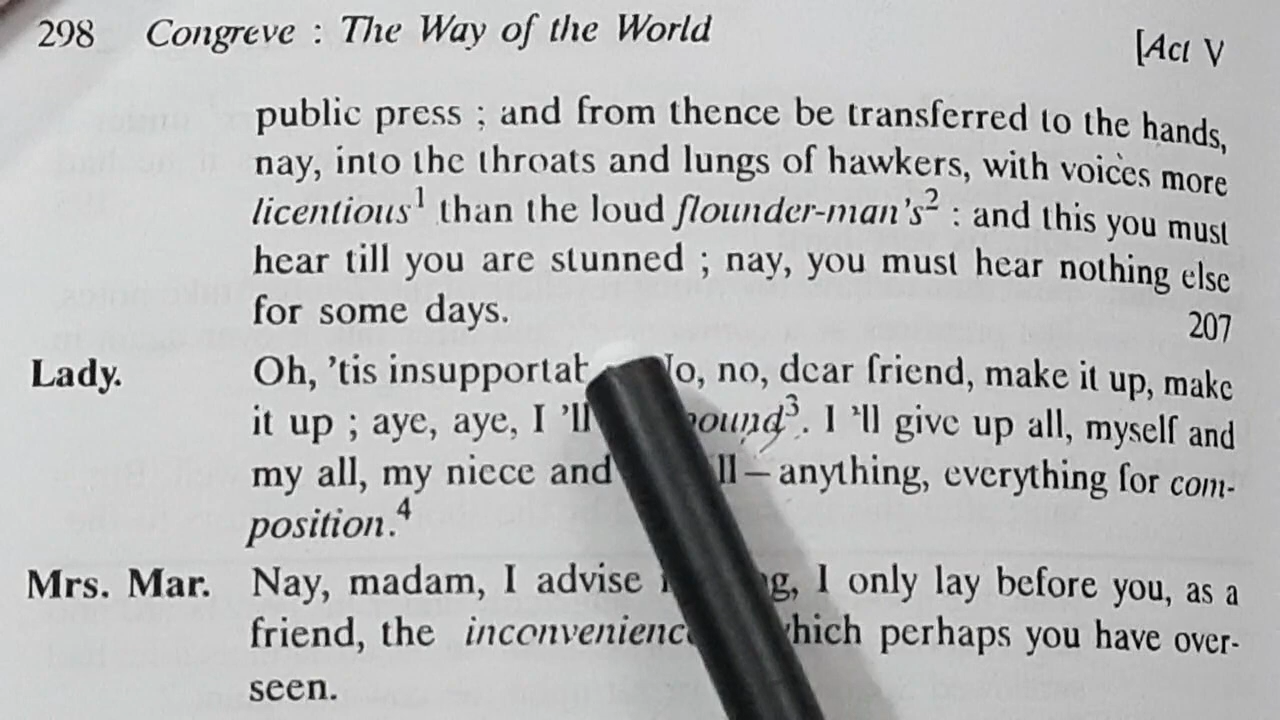 298 Congreve : The Way of the World [Act V
public press ; and from thence be transferred to the hands,
nay, into the throats and lungs of hawkers, with voices more
licentious¹ than the loud flounder-man's² : and this you must
hear till you are stunned ; nay, you must hear nothing else
for some days. 207
Lady. Oh, 'tis no, dear friend, make it up, make
it up ; aye, aye, I 'll I 'll give up all, myself and
my all, my niece and – anything, everything for com-
position.⁴
Mrs. Mar. Nay, madam, I advise I only lay before you, as a
friend, the perhaps you have over-
seen.